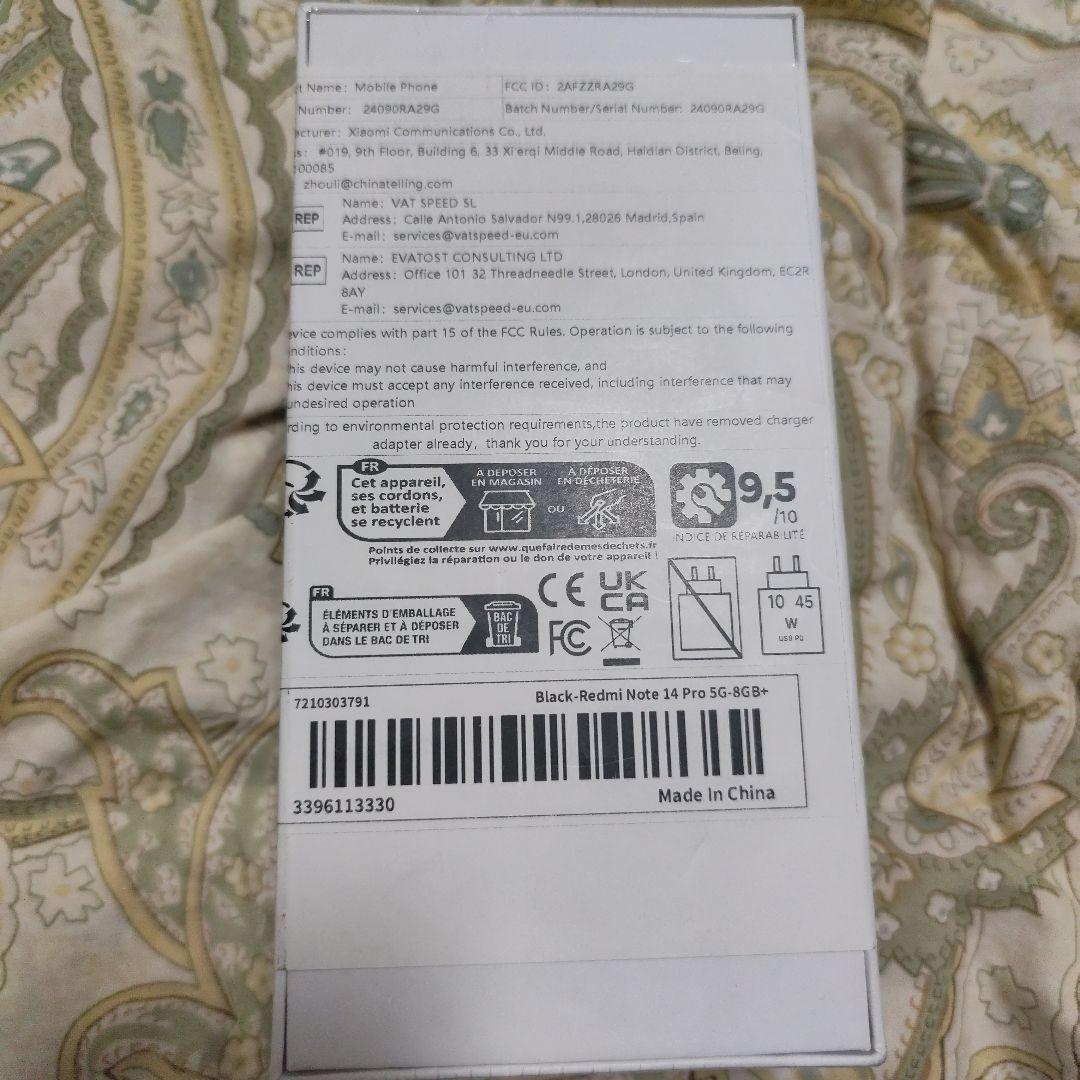 t Name: Mobile Phone
FCC ID: 2AFZZRA29G
Number: 24090RA29G
Batch Number/Serial Number: 24090RA29G
acturer: Xiaomi Communications Co., Ltd.
ss: #019, 9th Floor, Building 6, 33 Xi'erqi Middle Road, Haidian District, Beijing,
100085
zhouli@chinatelling.com
REP
Name: VAT SPEED SL
Address: Calle Antonio Salvador N99.1,28026 Madrid,Spain
E-mail: services@vatspeed-eu.com
REP
Name: EVATOST CONSULTING LTD
Address: Office 101 32 Threadneedle Street, London, United Kingdom, EC2R
8AY
E-mail: services@vatspeed-eu.com
evice complies with part 15 of the FCC Rules. Operation is subject to the following
onditions:
his device may not cause harmful interference, and
his device must accept any interference received, including interference that may
undesired operation
rding to environmental protection requirements,the product have removed charger
adapter already, thank you for your understanding.
FR
Cet appareil,
ses cordons,
et batterie
se recyclent
À DÉPOSER
EN MAGASIN
OU
À DÉPOSER
EN DÉCHÈTERIE
Points de collecte sur www.quefairedemesdechets.fr
Privilégiez la réparation ou le don de votre appareil !
9,5
/10
INDICE DE RÉPARABILITÉ
FR
ÉLÉMENTS D'EMBALLAGE
À SÉPARER ET À DÉPOSER
DANS LE BAC DE TRI
BAC
DE
TRI
CE
UK
CA
FC
10 45
W
USB PD
7210303791
Black-Redmi Note 14 Pro 5G-8GB+
3396113330
Made In China